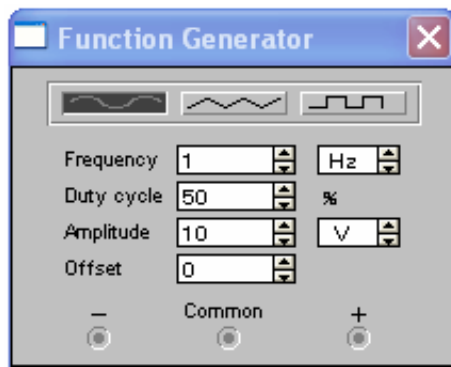 Function Generator
Frequency 1 Hz
Duty cycle 50 %
Amplitude 10 V
Offset 0
− Common +